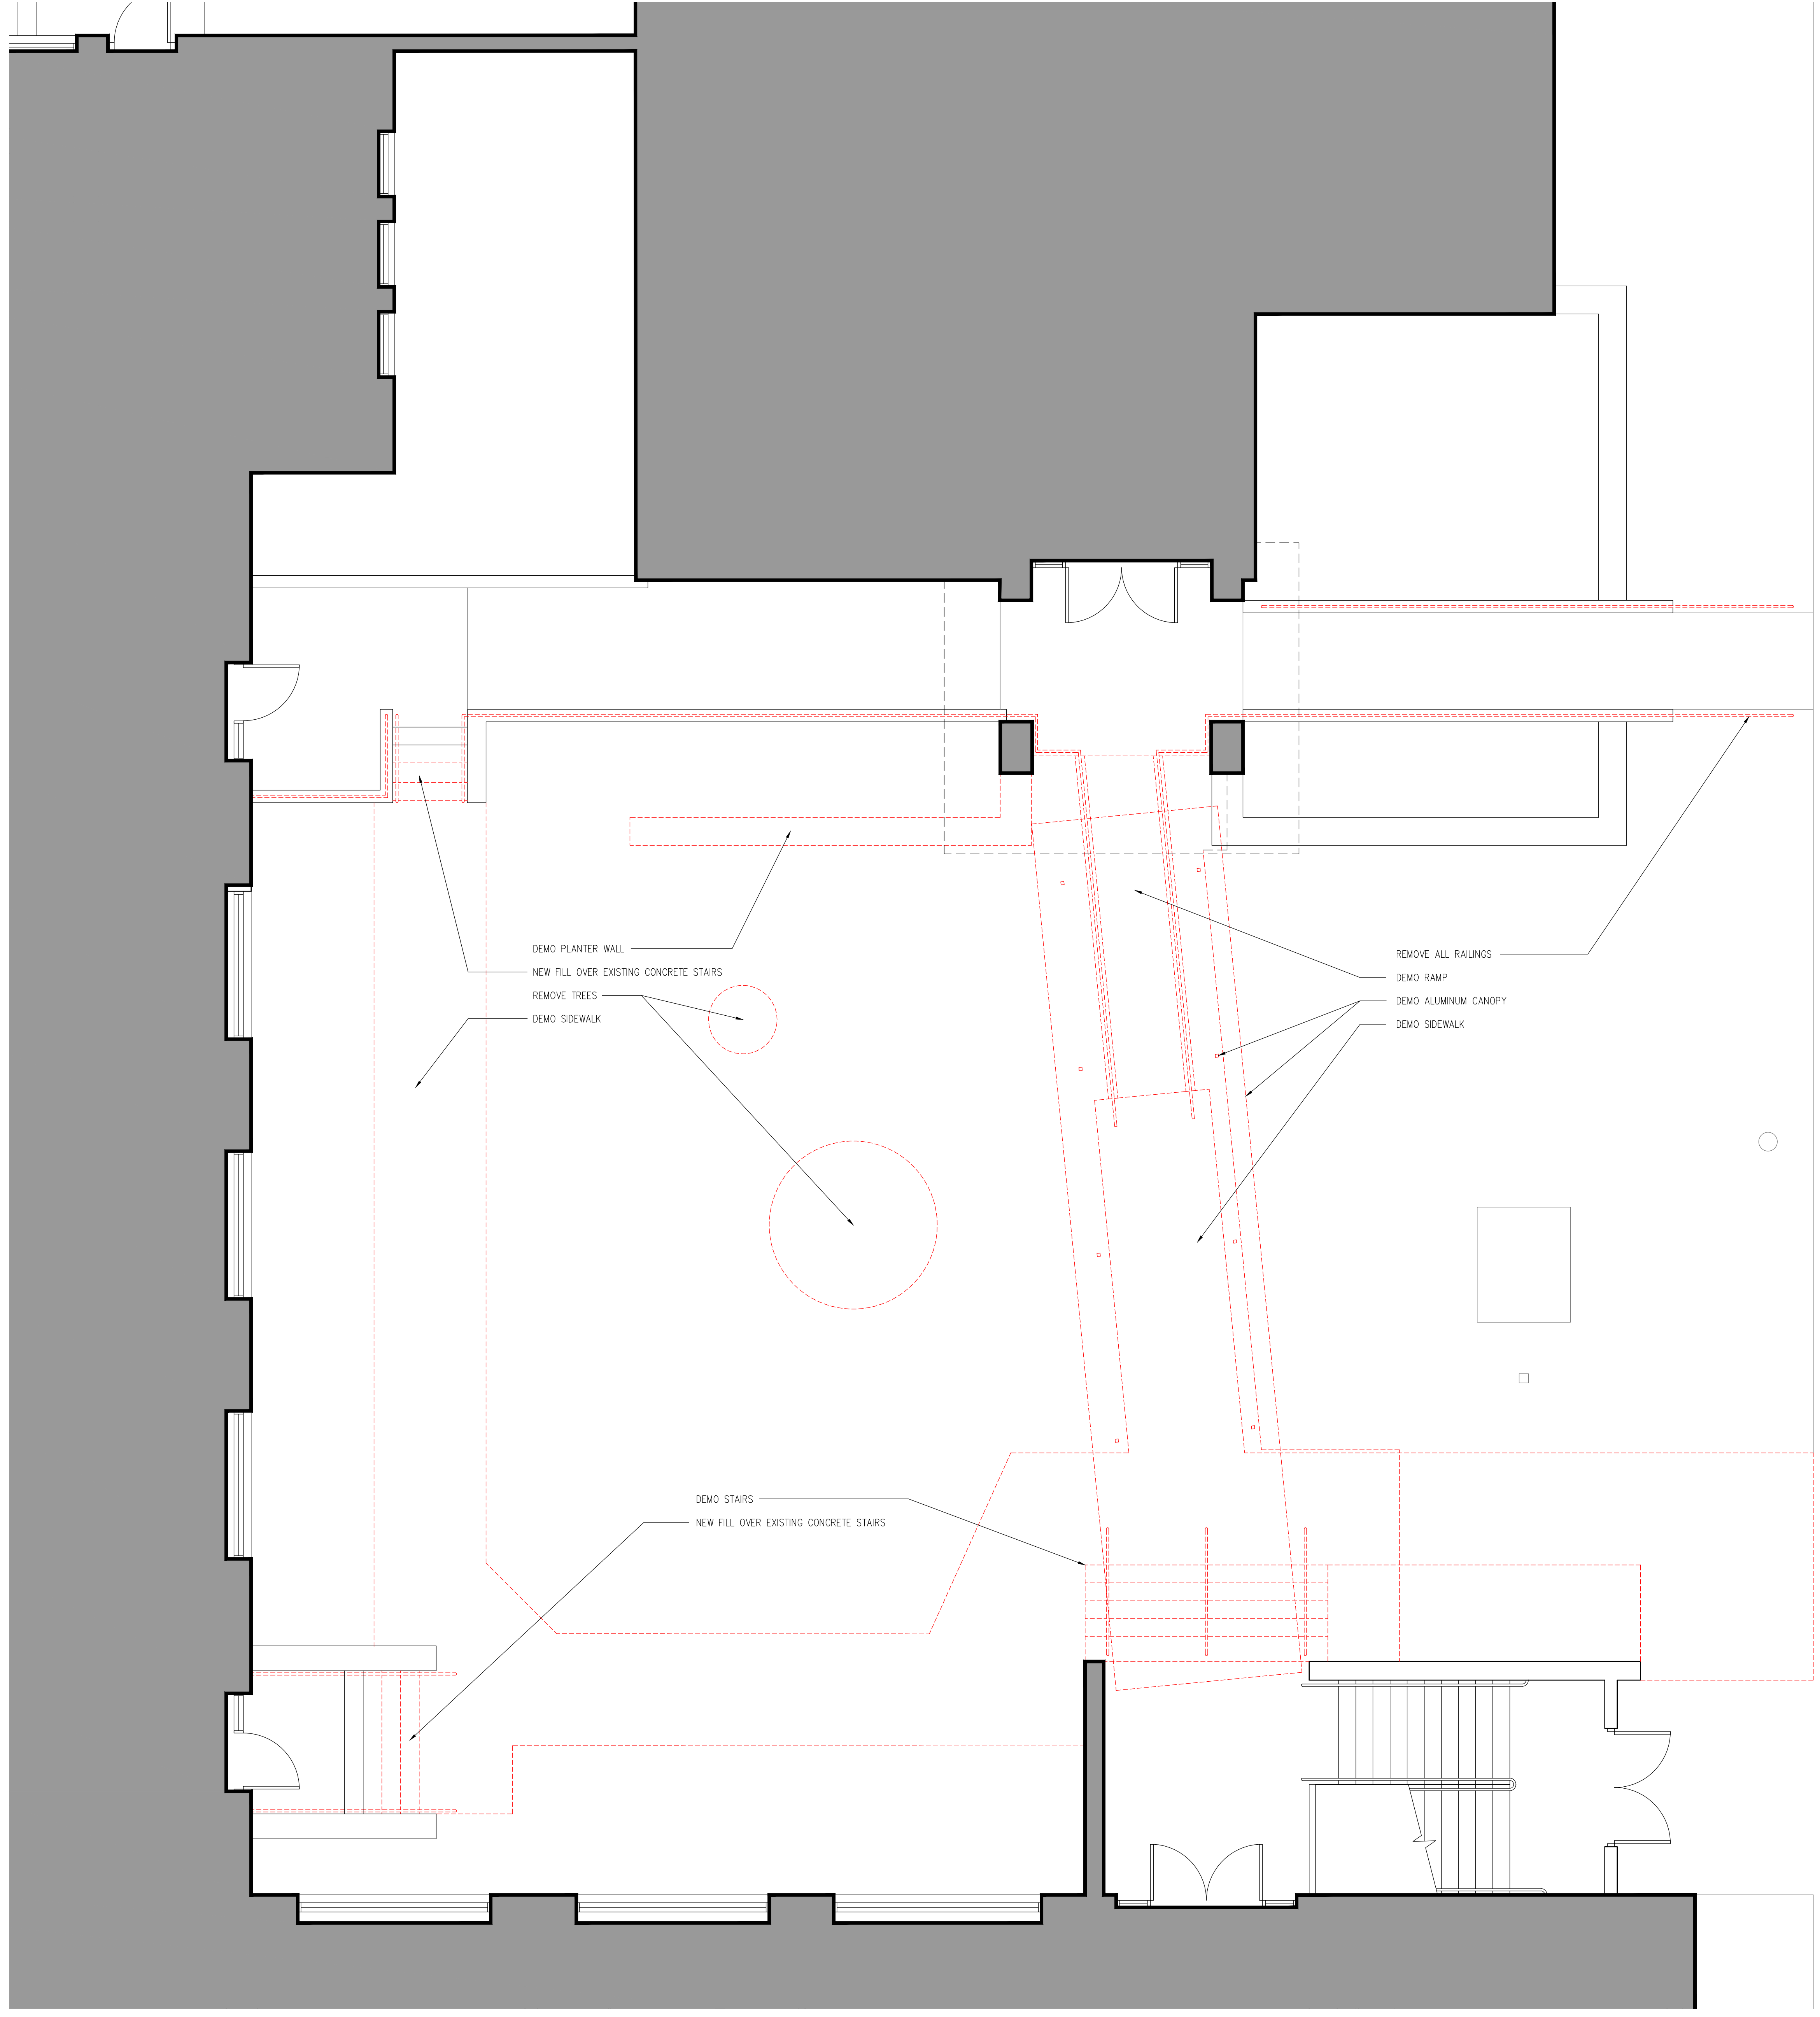 DEMO PLANTER WALL
NEW FILL OVER EXISTING CONCRETE STAIRS
REMOVE TREES
DEMO SIDEWALK
REMOVE ALL RAILINGS
DEMO RAMP
DEMO ALUMINUM CANOPY
DEMO SIDEWALK
DEMO STAIRS
NEW FILL OVER EXISTING CONCRETE STAIRS